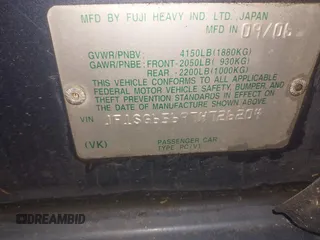 MFD BY FUJI HEAVY IND. LTD. JAPAN
MFD IN 09/06
GVWR/PNBV: 4150LB(1880KG)
GAWR/PNBE: FRONT-2050LB( 930KG)
REAR. -2200LB(1000KG)
THIS VEHICLE CONFORMS TO ALL APPLICABLE
FEDERAL MOTOR VEHICLE SAFETY, BUMPER, AND
THEFT PREVENTION STANDARDS IN EFFECT ON
THE DATE OF MANUFACTURE SHOWN ABOVE.
VIN
(VK) PASSENGER CAR
TYPE
DREAMBID